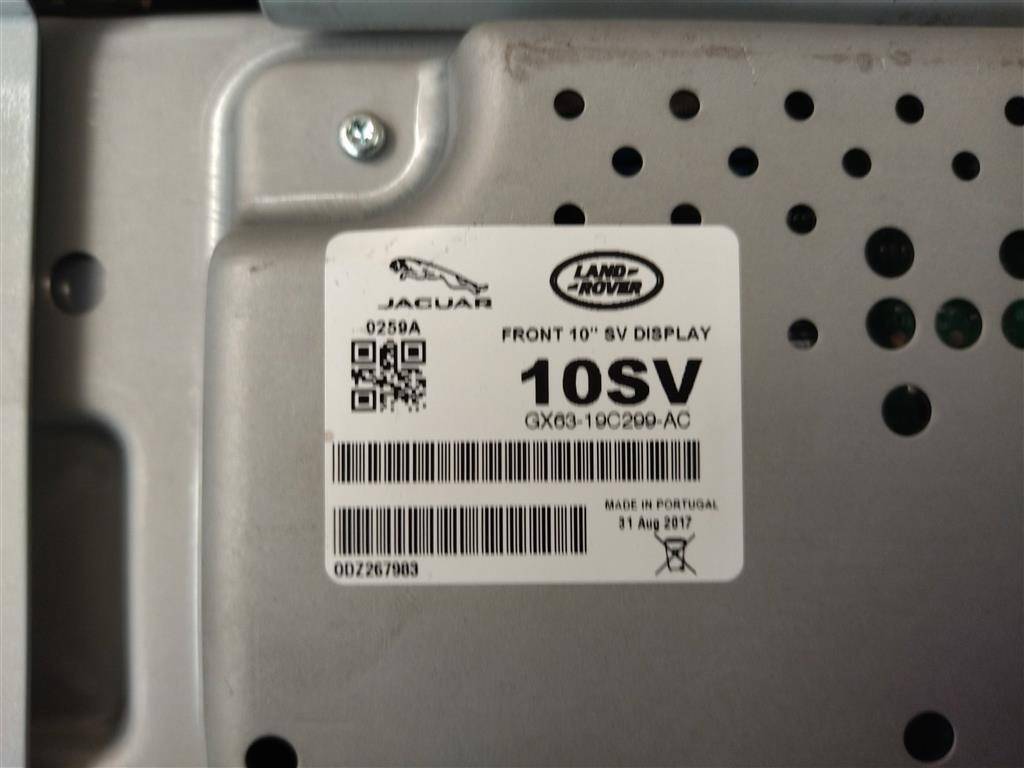 JAGUAR
LAND-
-ROVER
0259A
FRONT 10" SV DISPLAY
10SV
GX63-19C299-AC
MADE IN PORTUGAL
31 Aug 2017
0DZ267983